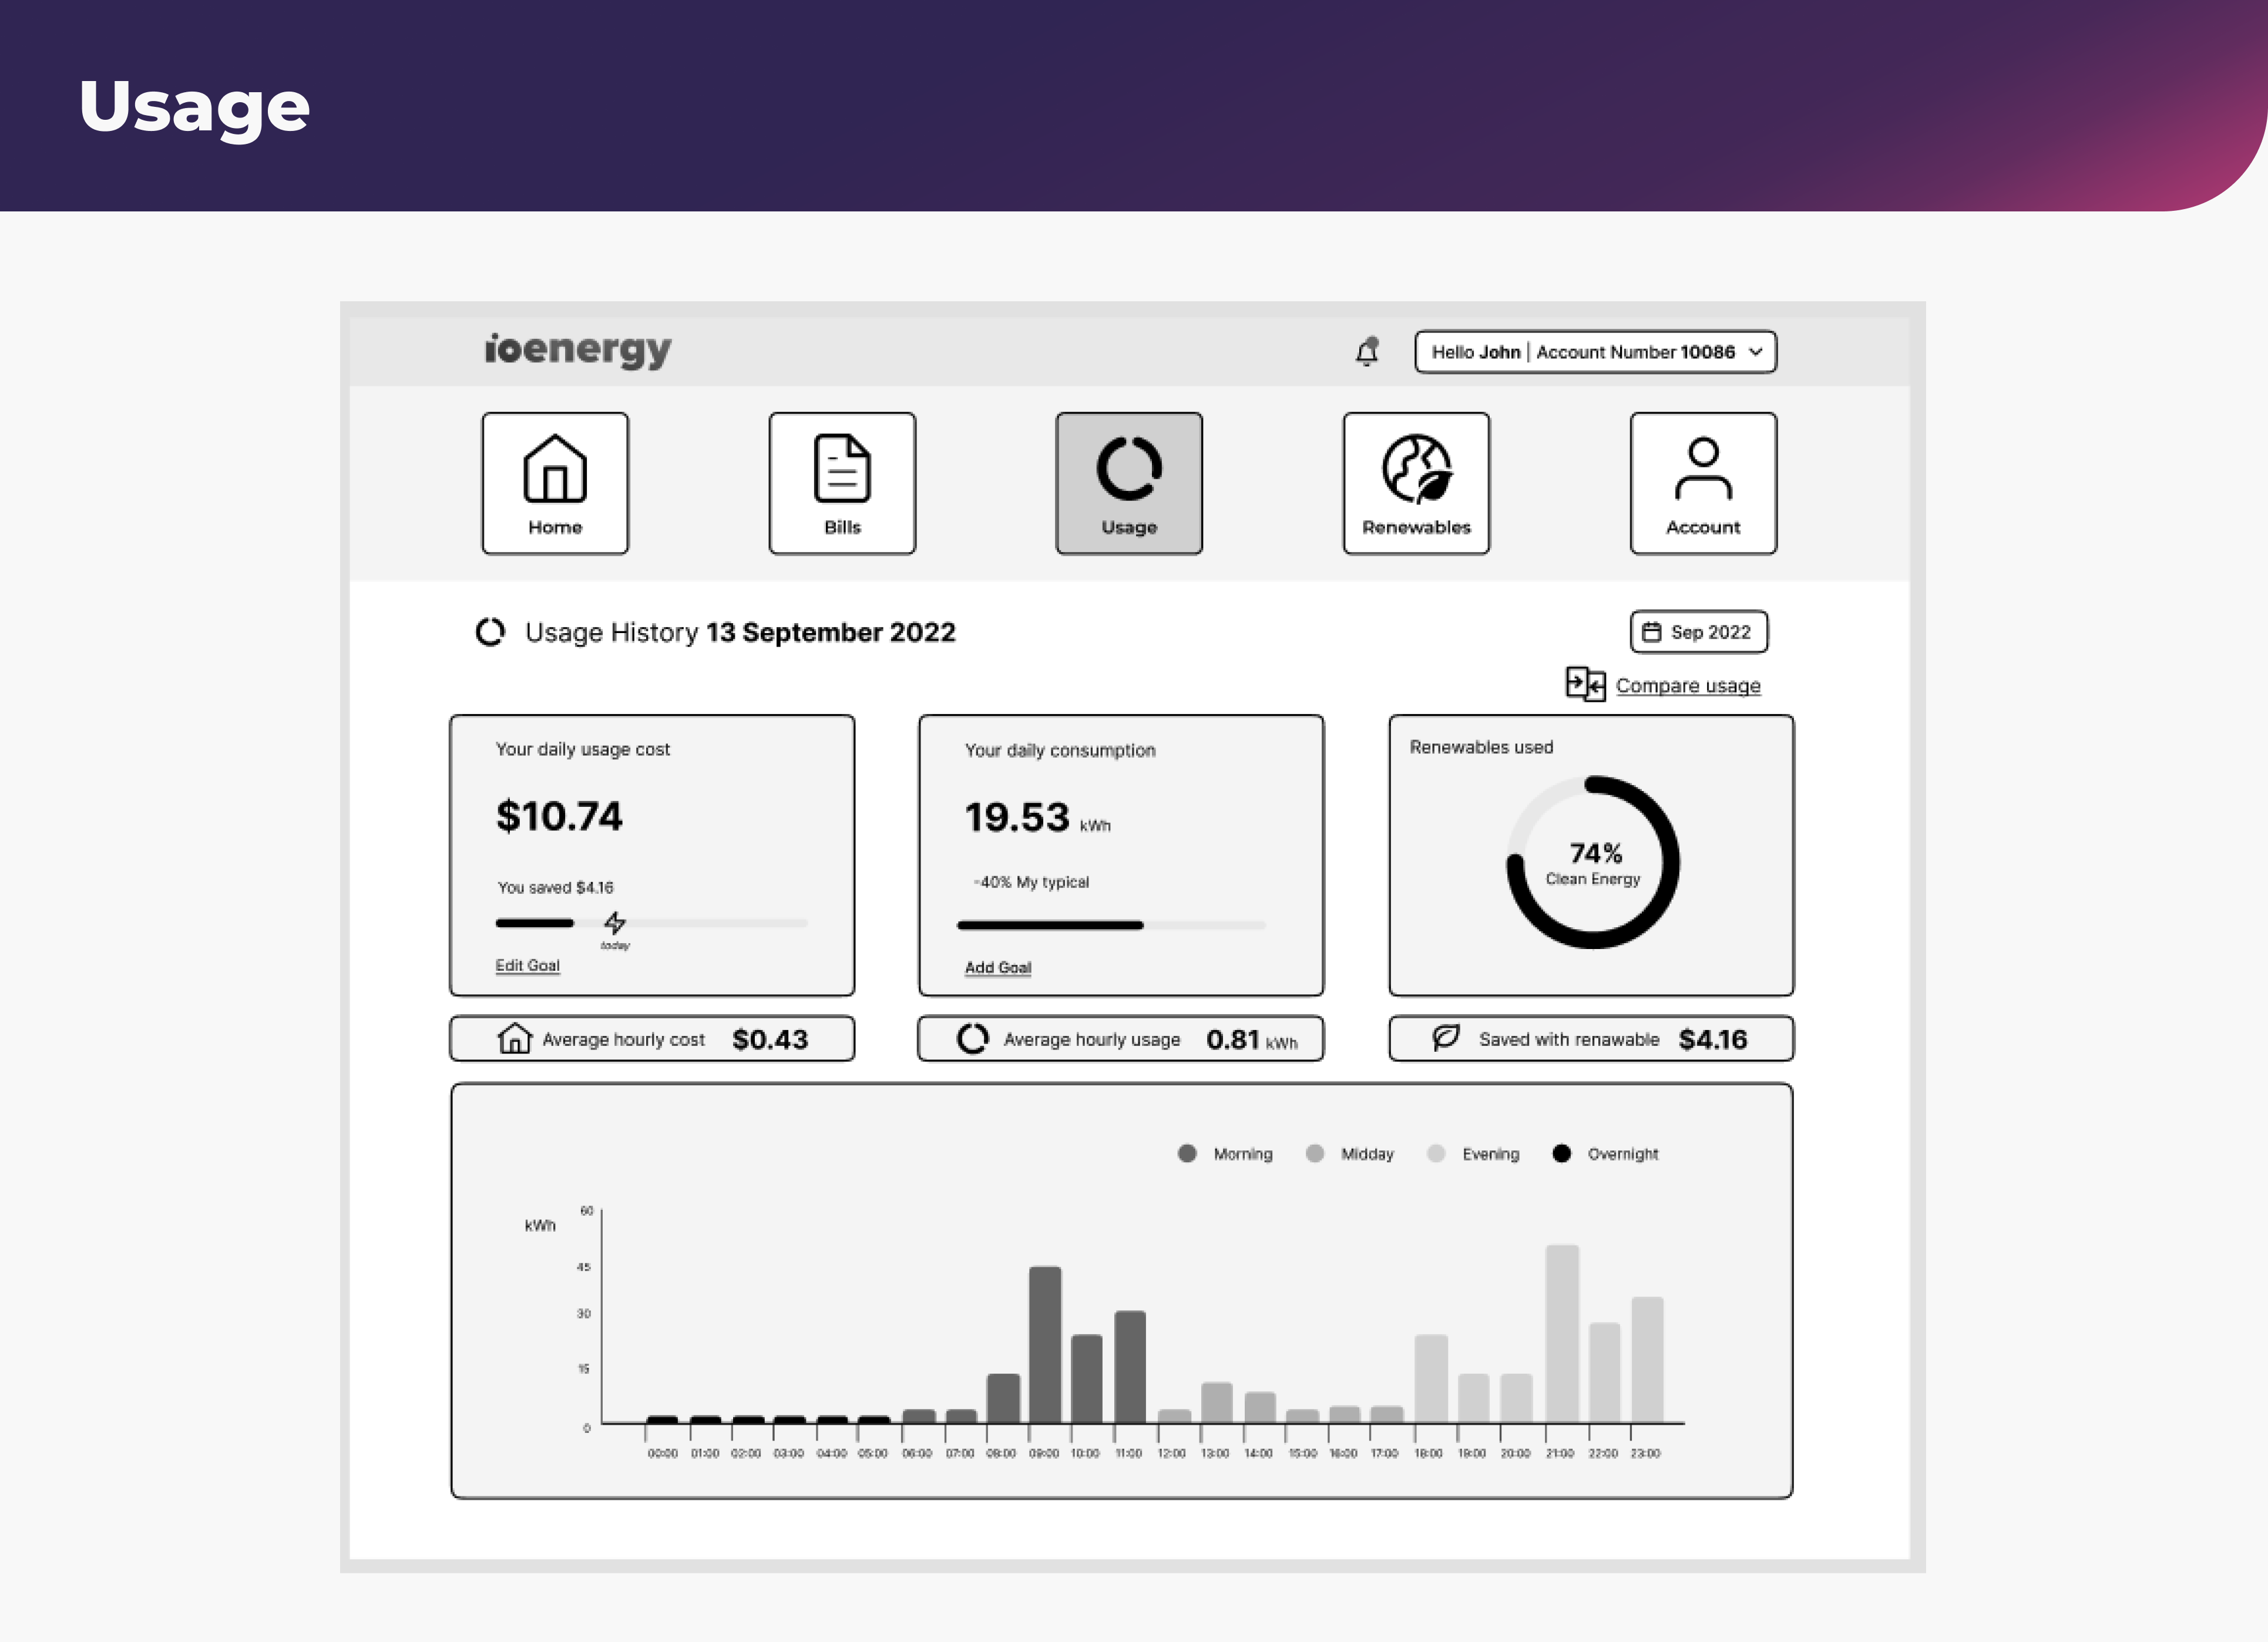 Usage
ioenergy
Hello John | Account Number 10086
Home
Bills
Usage
Renewables
Account
Usage History 13 September 2022
Sep 2022
Compare usage
Your daily usage cost
$10.74
You saved $4.16
today
Edit Goal
Your daily consumption
19.53 kWh
-40% My typical
Add Goal
Renewables used
74%
Clean Energy
Average hourly cost $0.43
Average hourly usage 0.81 kWh
Saved with renawable $4.16
Morning Midday Evening Overnight
kWh
60
45
30
15
0
00:00 01:00 02:00 03:00 04:00 05:00 06:00 07:00 08:00 09:00 10:00 11:00 12:00 13:00 14:00 15:00 16:00 17:00 18:00 19:00 20:00 21:00 22:00 23:00